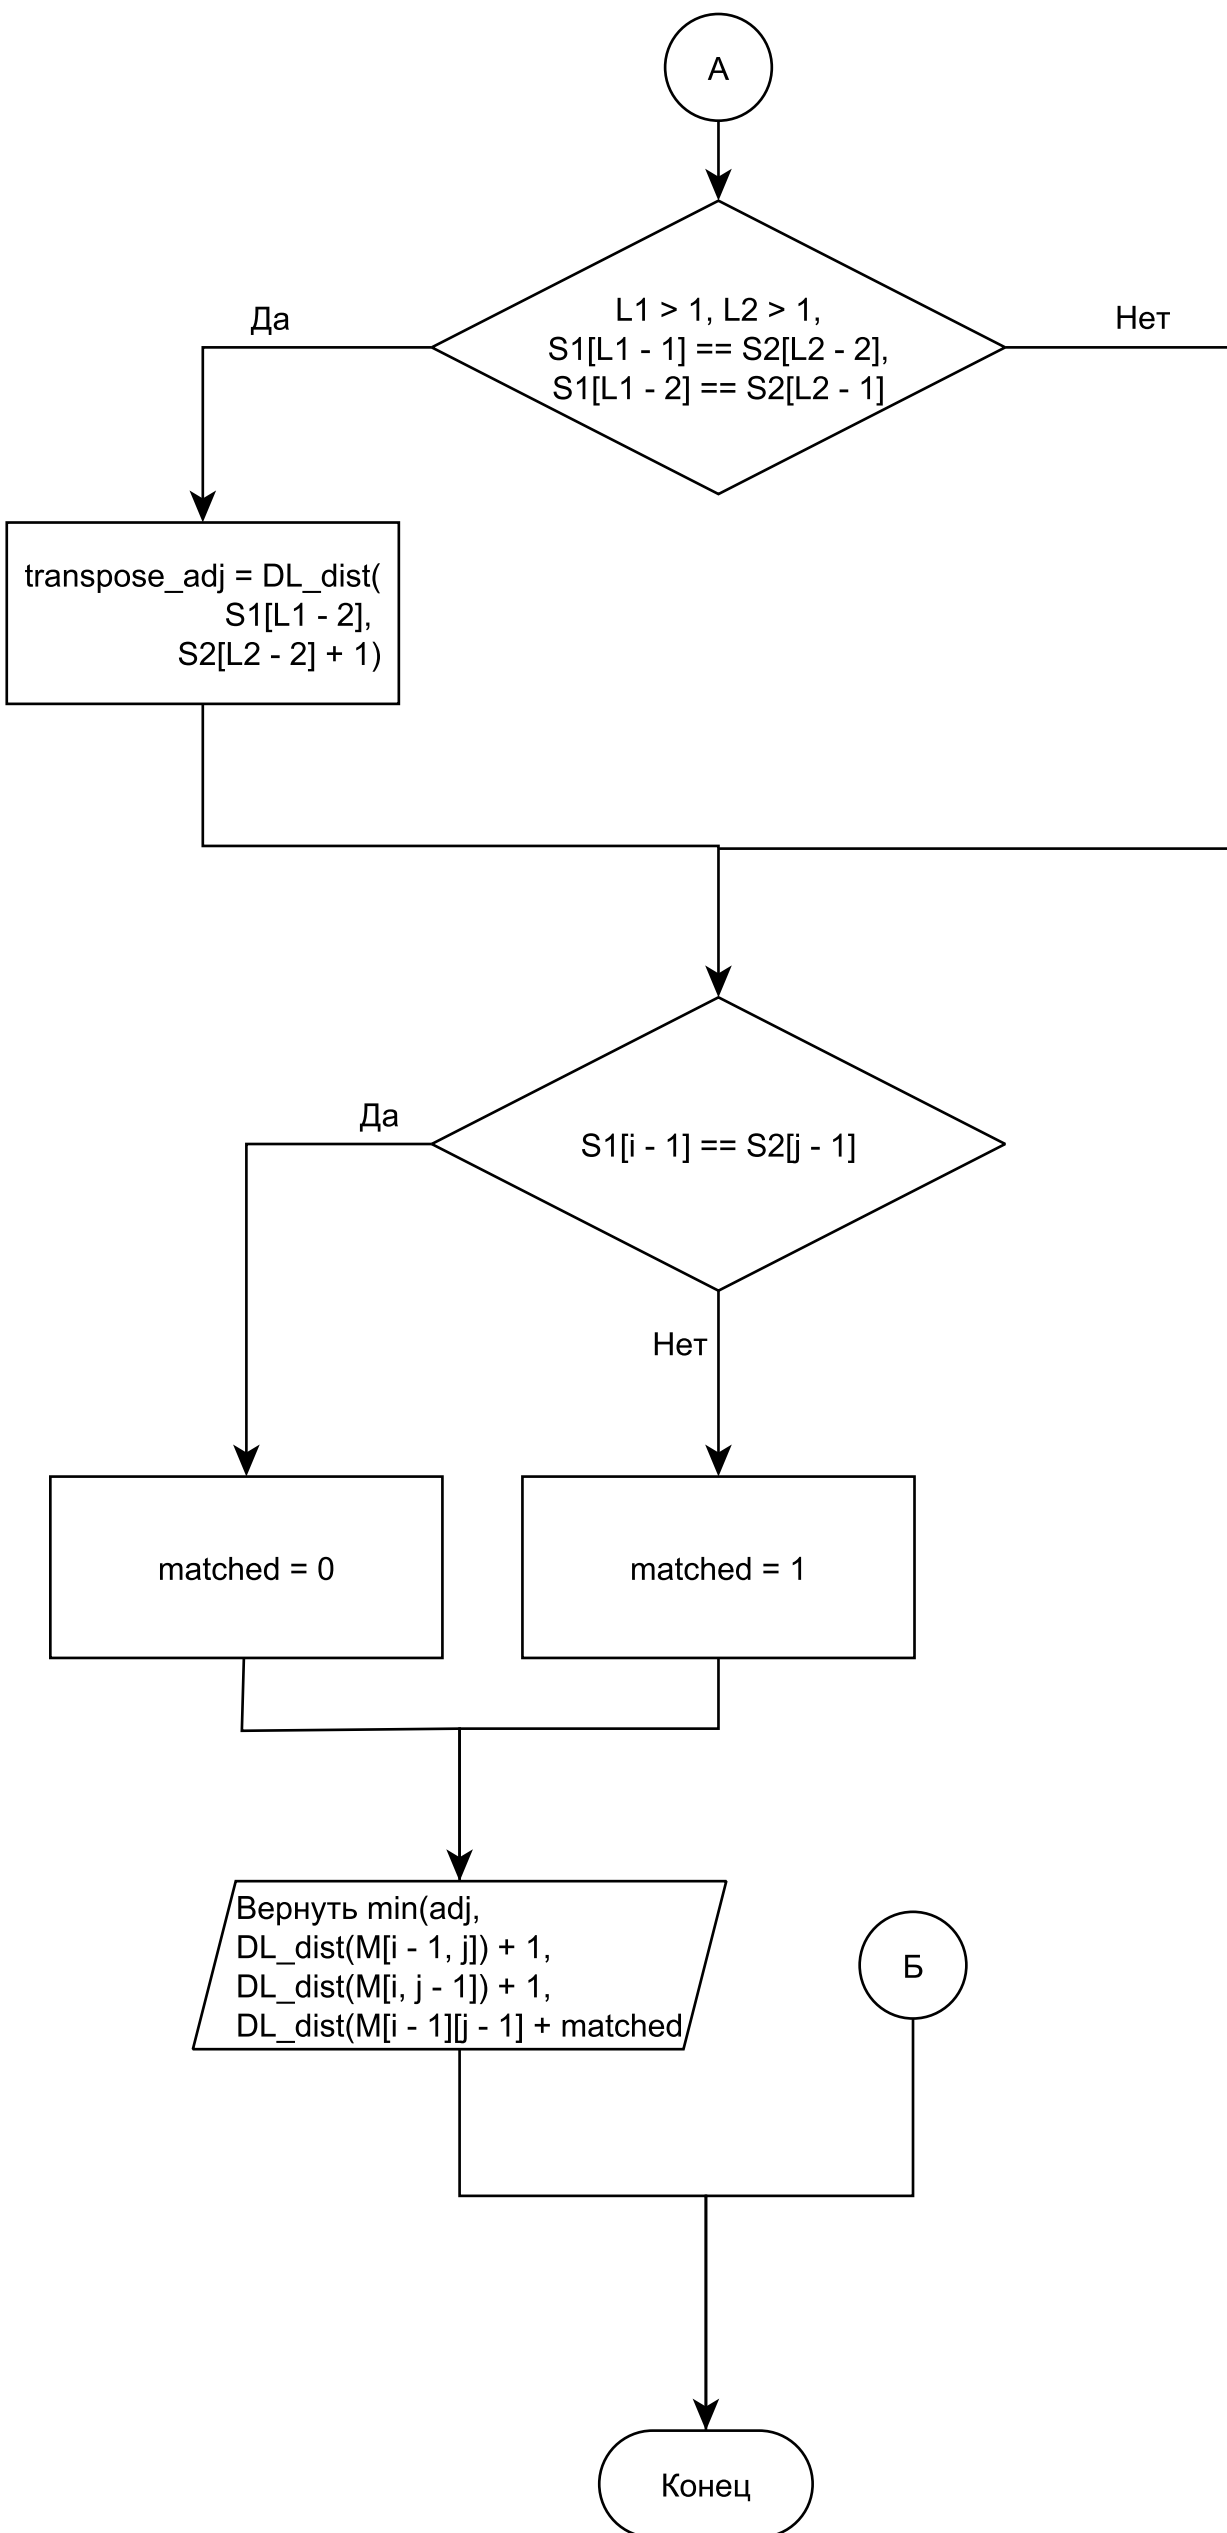 А
L1 > 1, L2 > 1,
S1[L1 - 1] == S2[L2 - 2],
S1[L1 - 2] == S2[L2 - 1]
Да
Нет
transpose_adj = DL_dist(
S1[L1 - 2],
S2[L2 - 2] + 1)
S1[i - 1] == S2[j - 1]
Да
Нет
matched = 0
matched = 1
Вернуть min(adj,
DL_dist(M[i - 1, j]) + 1,
DL_dist(M[i, j - 1]) + 1,
DL_dist(M[i - 1][j - 1] + matched
Б
Конец